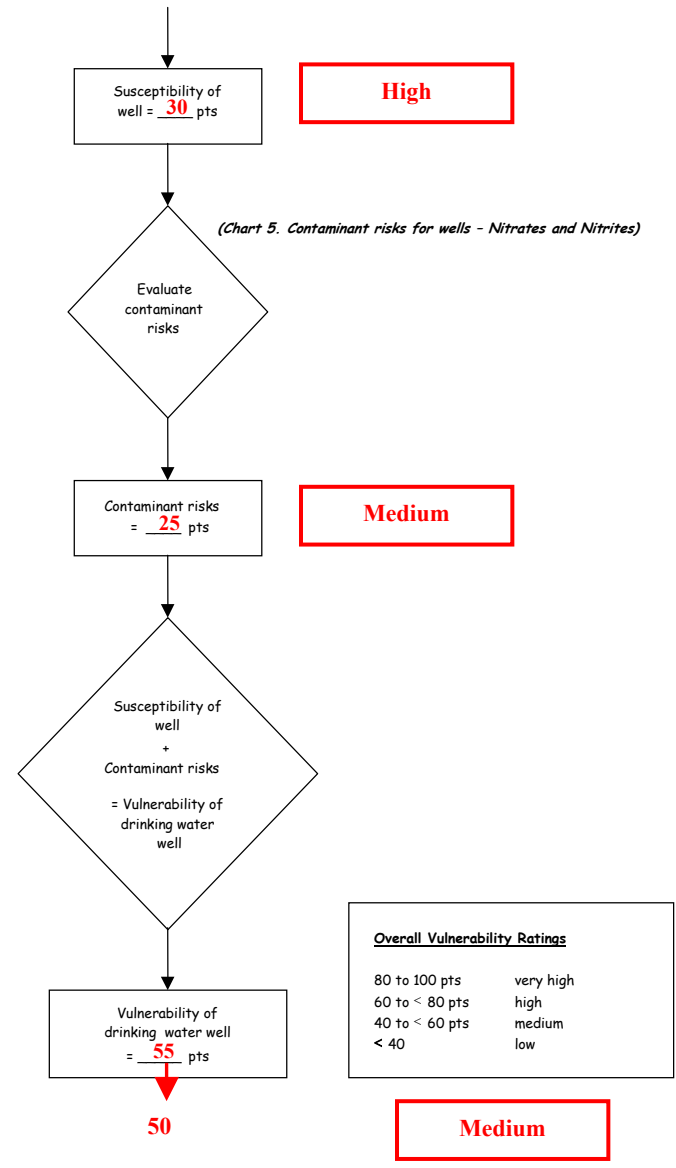 Susceptibility of
well = 30 pts
High
(Chart 5. Contaminant risks for wells – Nitrates and Nitrites)
Evaluate
contaminant
risks
Contaminant risks
= 25 pts
Medium
Susceptibility of
well
+
Contaminant risks
= Vulnerability of
drinking water
well
Overall Vulnerability Ratings
80 to 100 pts very high
60 to < 80 pts high
40 to < 60 pts medium
< 40 low
Vulnerability of
drinking water well
= 55 pts
50
Medium